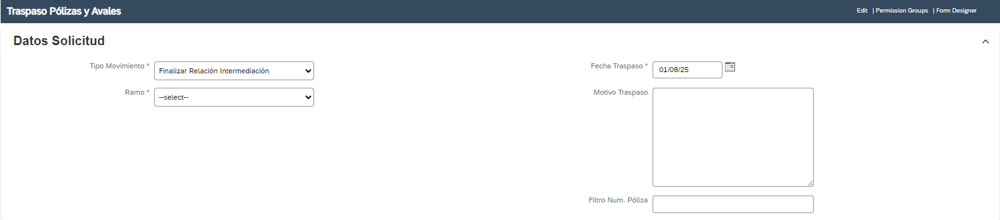 Traspaso Pólizas y Avales
Edit | Permission Groups | Form Designer
Datos Solicitud
Tipo Movimiento * Finalizar Relación Intermediación
Fecha Traspaso * 01/08/25
Ramo * --select--
Motivo Traspaso
Filtro Num. Póliza